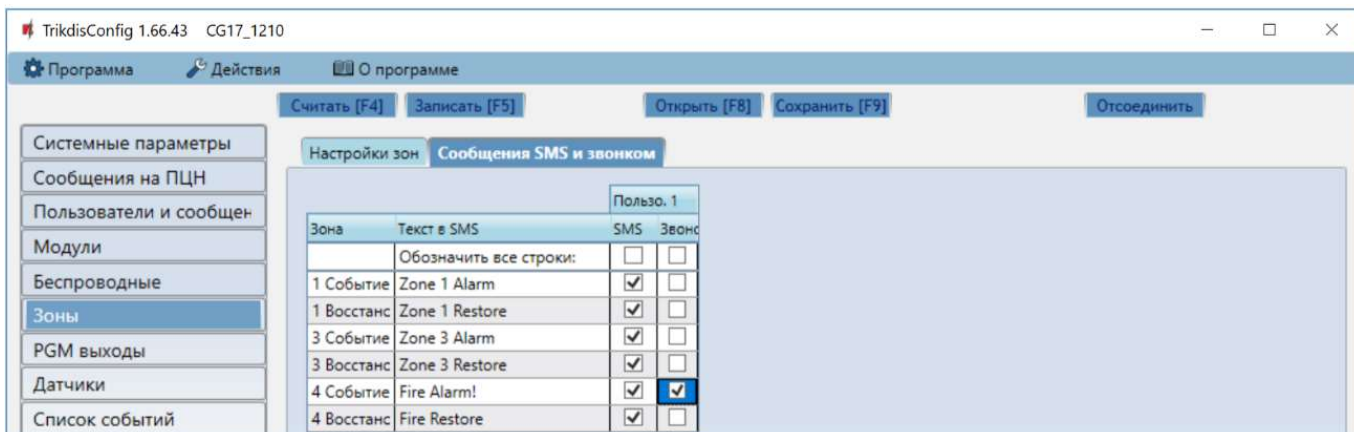 TrikdisConfig 1.66.43 CG17_1210
Программа Действия О программе
Считать [F4] Записать [F5] Открыть [F8] Сохранить [F9] Отсоединить
Системные параметры
Сообщения на ПЦН
Пользователи и сообщен
Модули
Беспроводные
Зоны
PGM выходы
Датчики
Список событий
Настройки зон Сообщения SMS и звонком
Пользо. 1
Зона Текст в SMS SMS Звонс
Обозначить все строки:
1 Событие Zone 1 Alarm
1 Восстанс Zone 1 Restore
3 Событие Zone 3 Alarm
3 Восстанс Zone 3 Restore
4 Событие Fire Alarm!
4 Восстанс Fire Restore